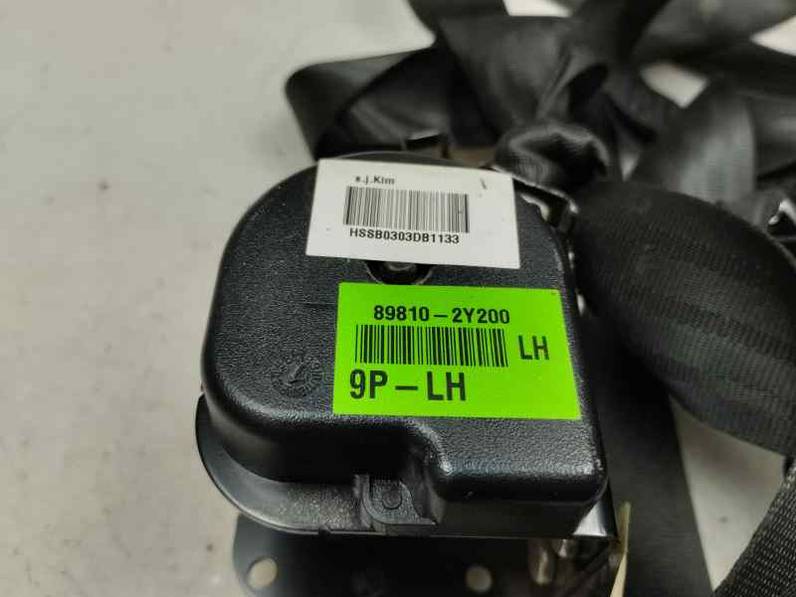 s.j.Kim
HSSB0303DB1133
89810-2Y200
LH
9P-LH